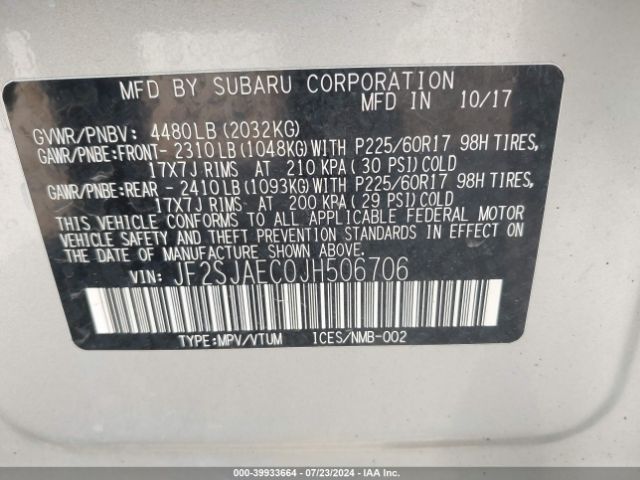 MFD BY SUBARU CORPORATION
MFD IN 10/17
GVWR/PNBV: 4480LB(2032KG)
GAWR/PNBE:FRONT- 2310LB(1048KG)WITH P225/60R17 98H TIRES,
17X7J RIMS AT 210 KPA(30 PSI)COLD
GAWR/PNBE:REAR - 2410LB(1093KG)WITH P225/60R17 98H TIRES,
17X7J RIMS AT 200 KPA(29 PSI)COLD
THIS VEHICLE CONFORMS TO ALL APPLICABLE FEDERAL MOTOR
VEHICLE SAFETY AND THEFT PREVENTION STANDARDS IN EFFECT ON
THE DATE OF MANUFACTURE SHOWN ABOVE.
VIN: JF2SJAEC0JH506706
TYPE:MPV/VTUM ICES/NMB-002
©COPYRIGHT - 39933664 - 07/23/2024 - IAA Inc.